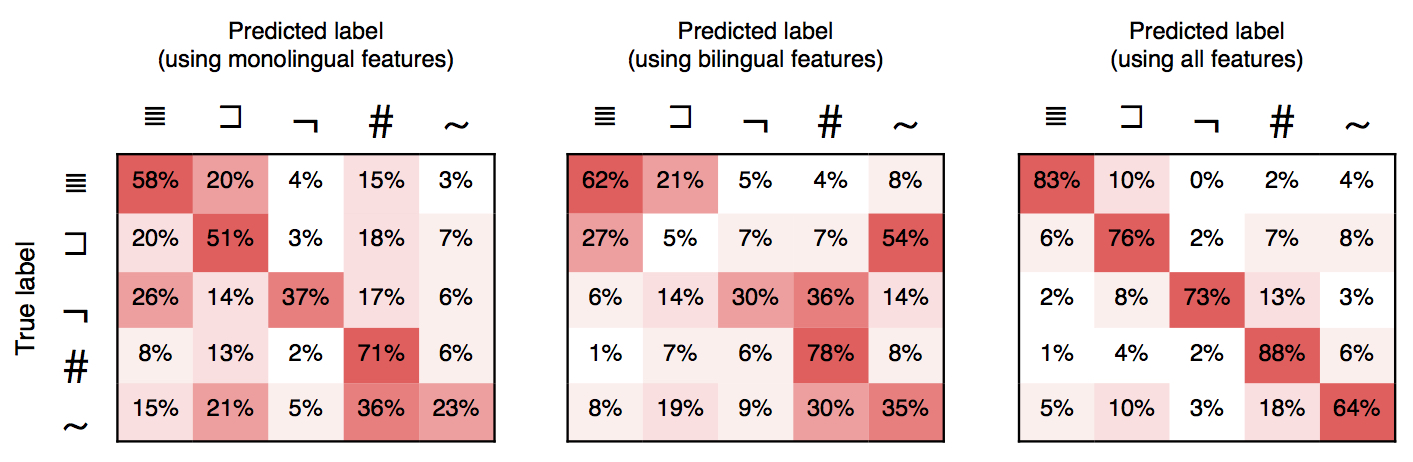 Predicted label Predicted label Predicted label
(using monolingual features) (using bilingual features) (using all features)
≣ ⊐ ¬ # ~ ≣ ⊐ ¬ # ~ ≣ ⊐ ¬ # ~
True label
≣ 58% 20% 4% 15% 3% 62% 21% 5% 4% 8% 83% 10% 0% 2% 4%
⊐ 20% 51% 3% 18% 7% 27% 5% 7% 7% 54% 6% 76% 2% 7% 8%
¬ 26% 14% 37% 17% 6% 6% 14% 30% 36% 14% 2% 8% 73% 13% 3%
# 8% 13% 2% 71% 6% 1% 7% 6% 78% 8% 1% 4% 2% 88% 6%
~ 15% 21% 5% 36% 23% 8% 19% 9% 30% 35% 5% 10% 3% 18% 64%